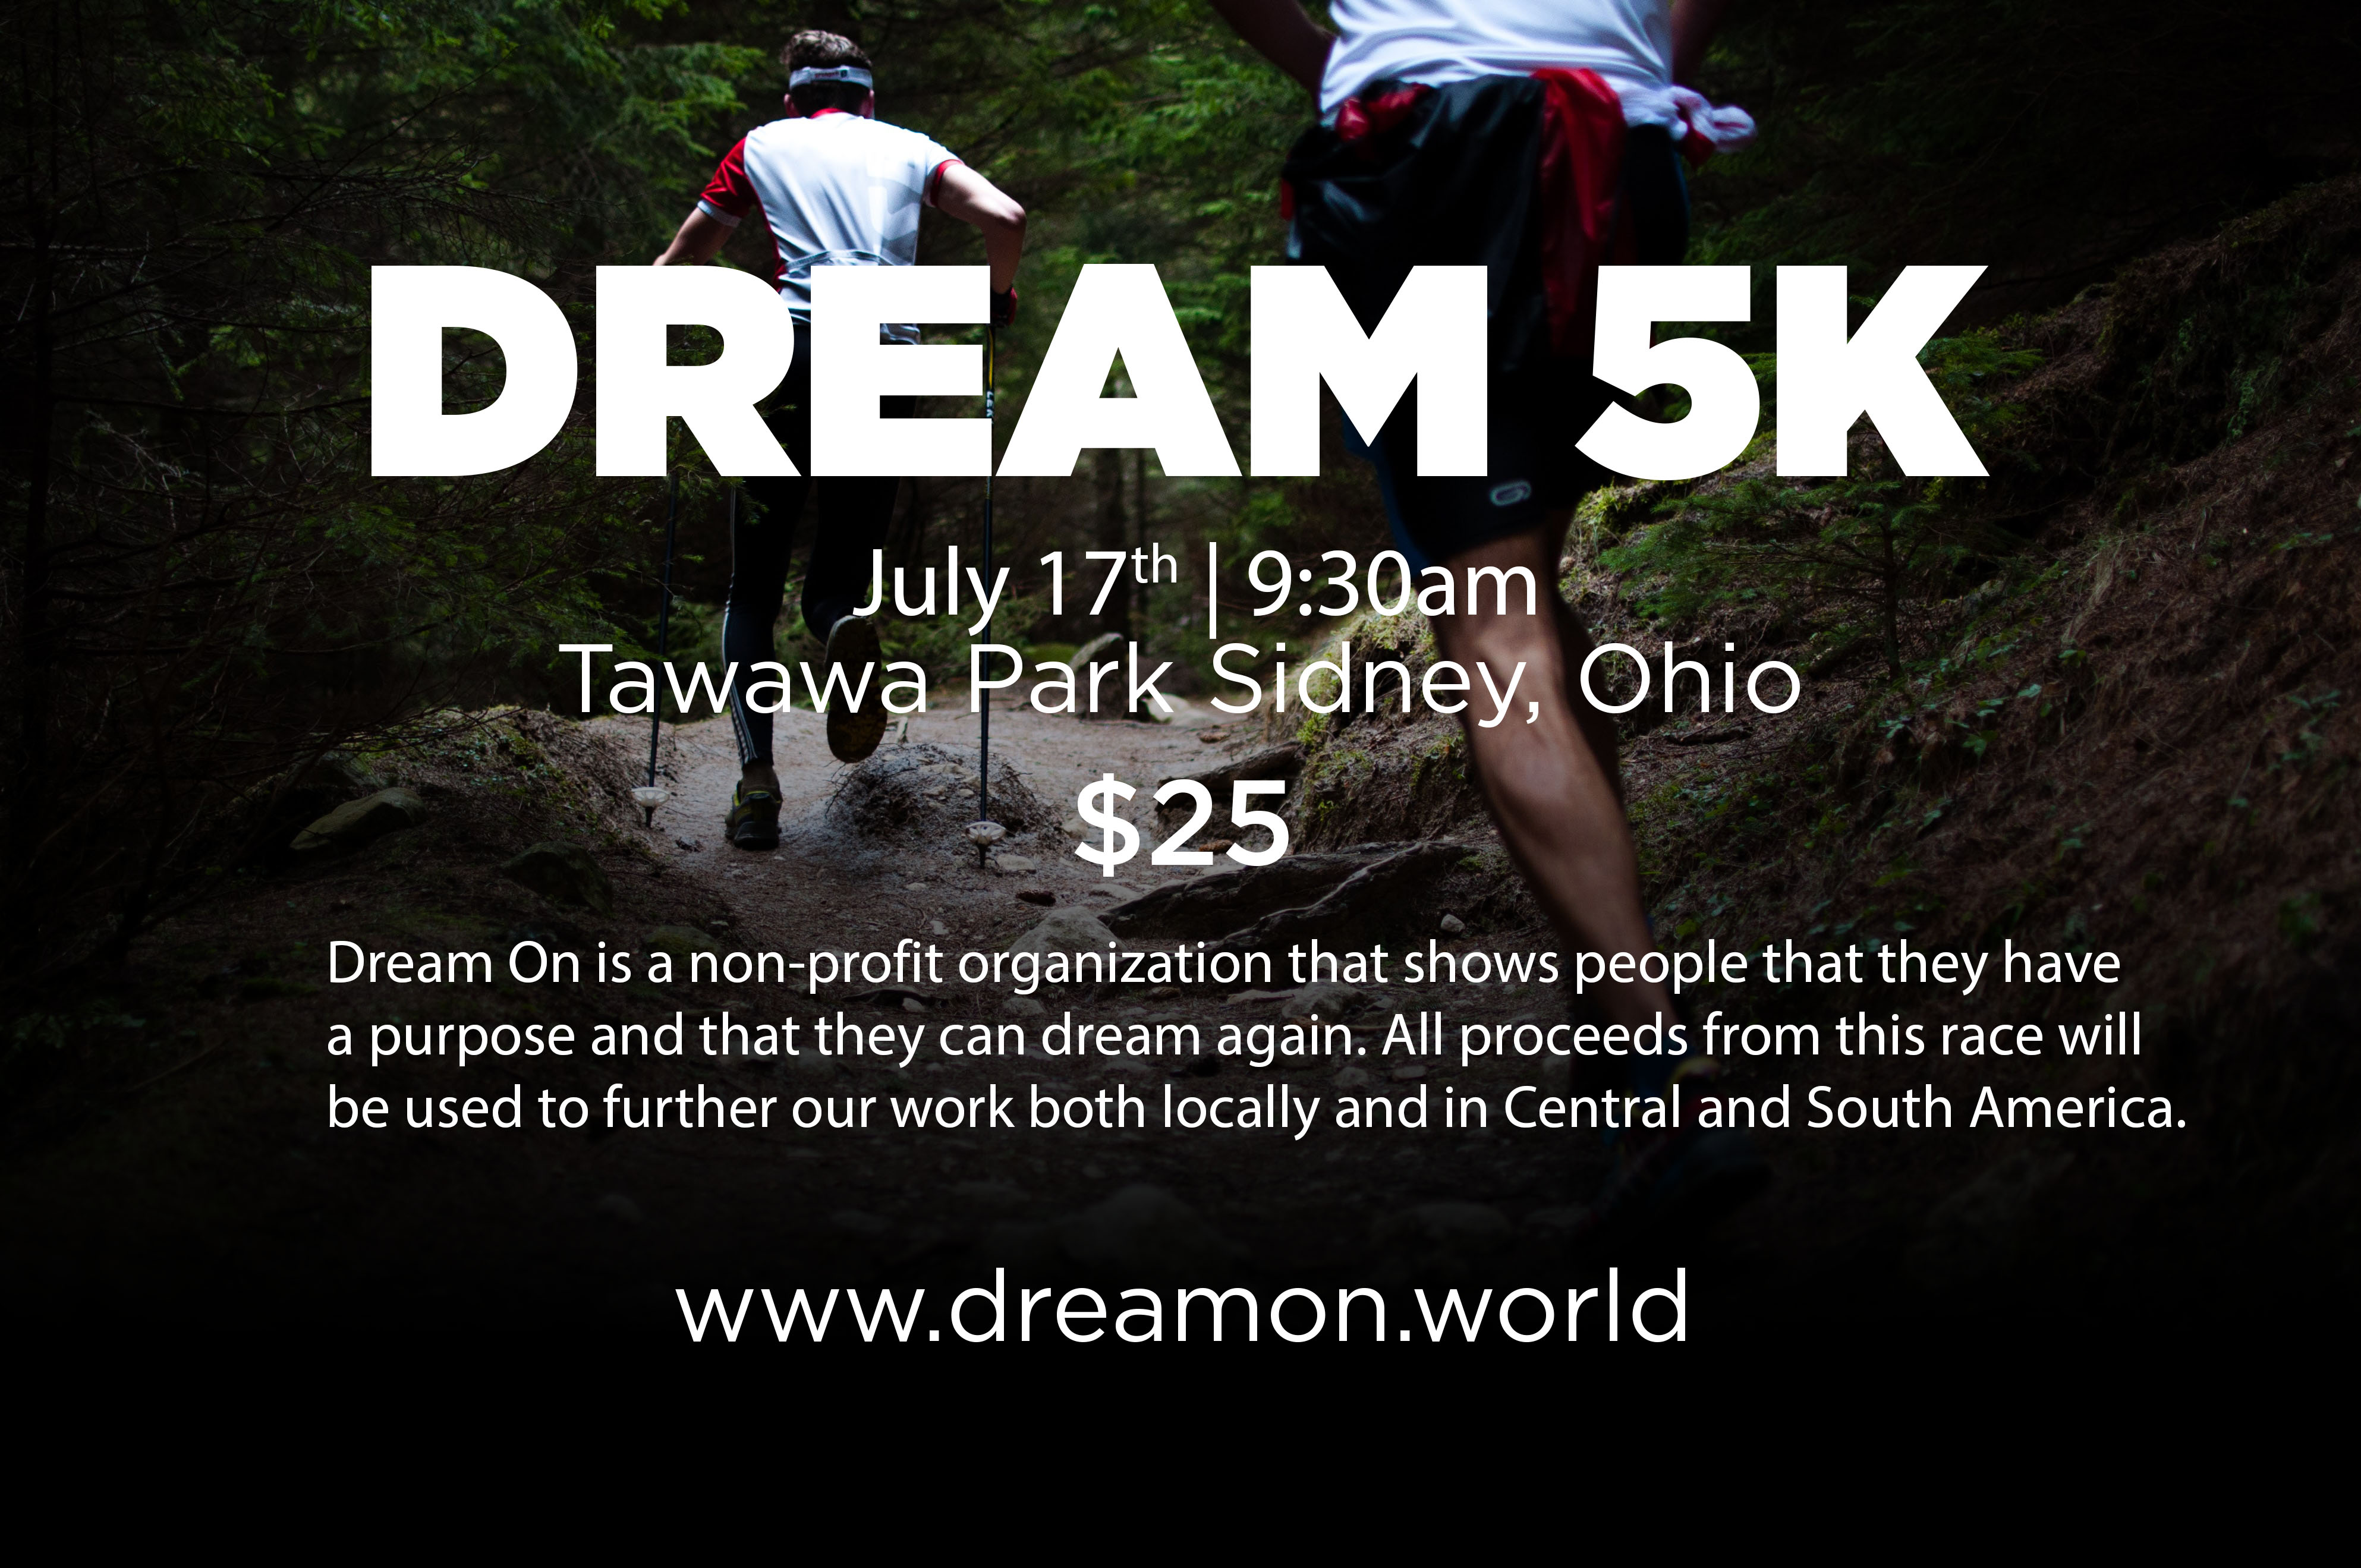 DREAM 5K
July 17th | 9:30am
Tawawa Park Sidney, Ohio
$25
Dream On is a non-profit organization that shows people that they have
a purpose and that they can dream again. All proceeds from this race will
be used to further our work both locally and in Central and South America.
www.dreamon.world